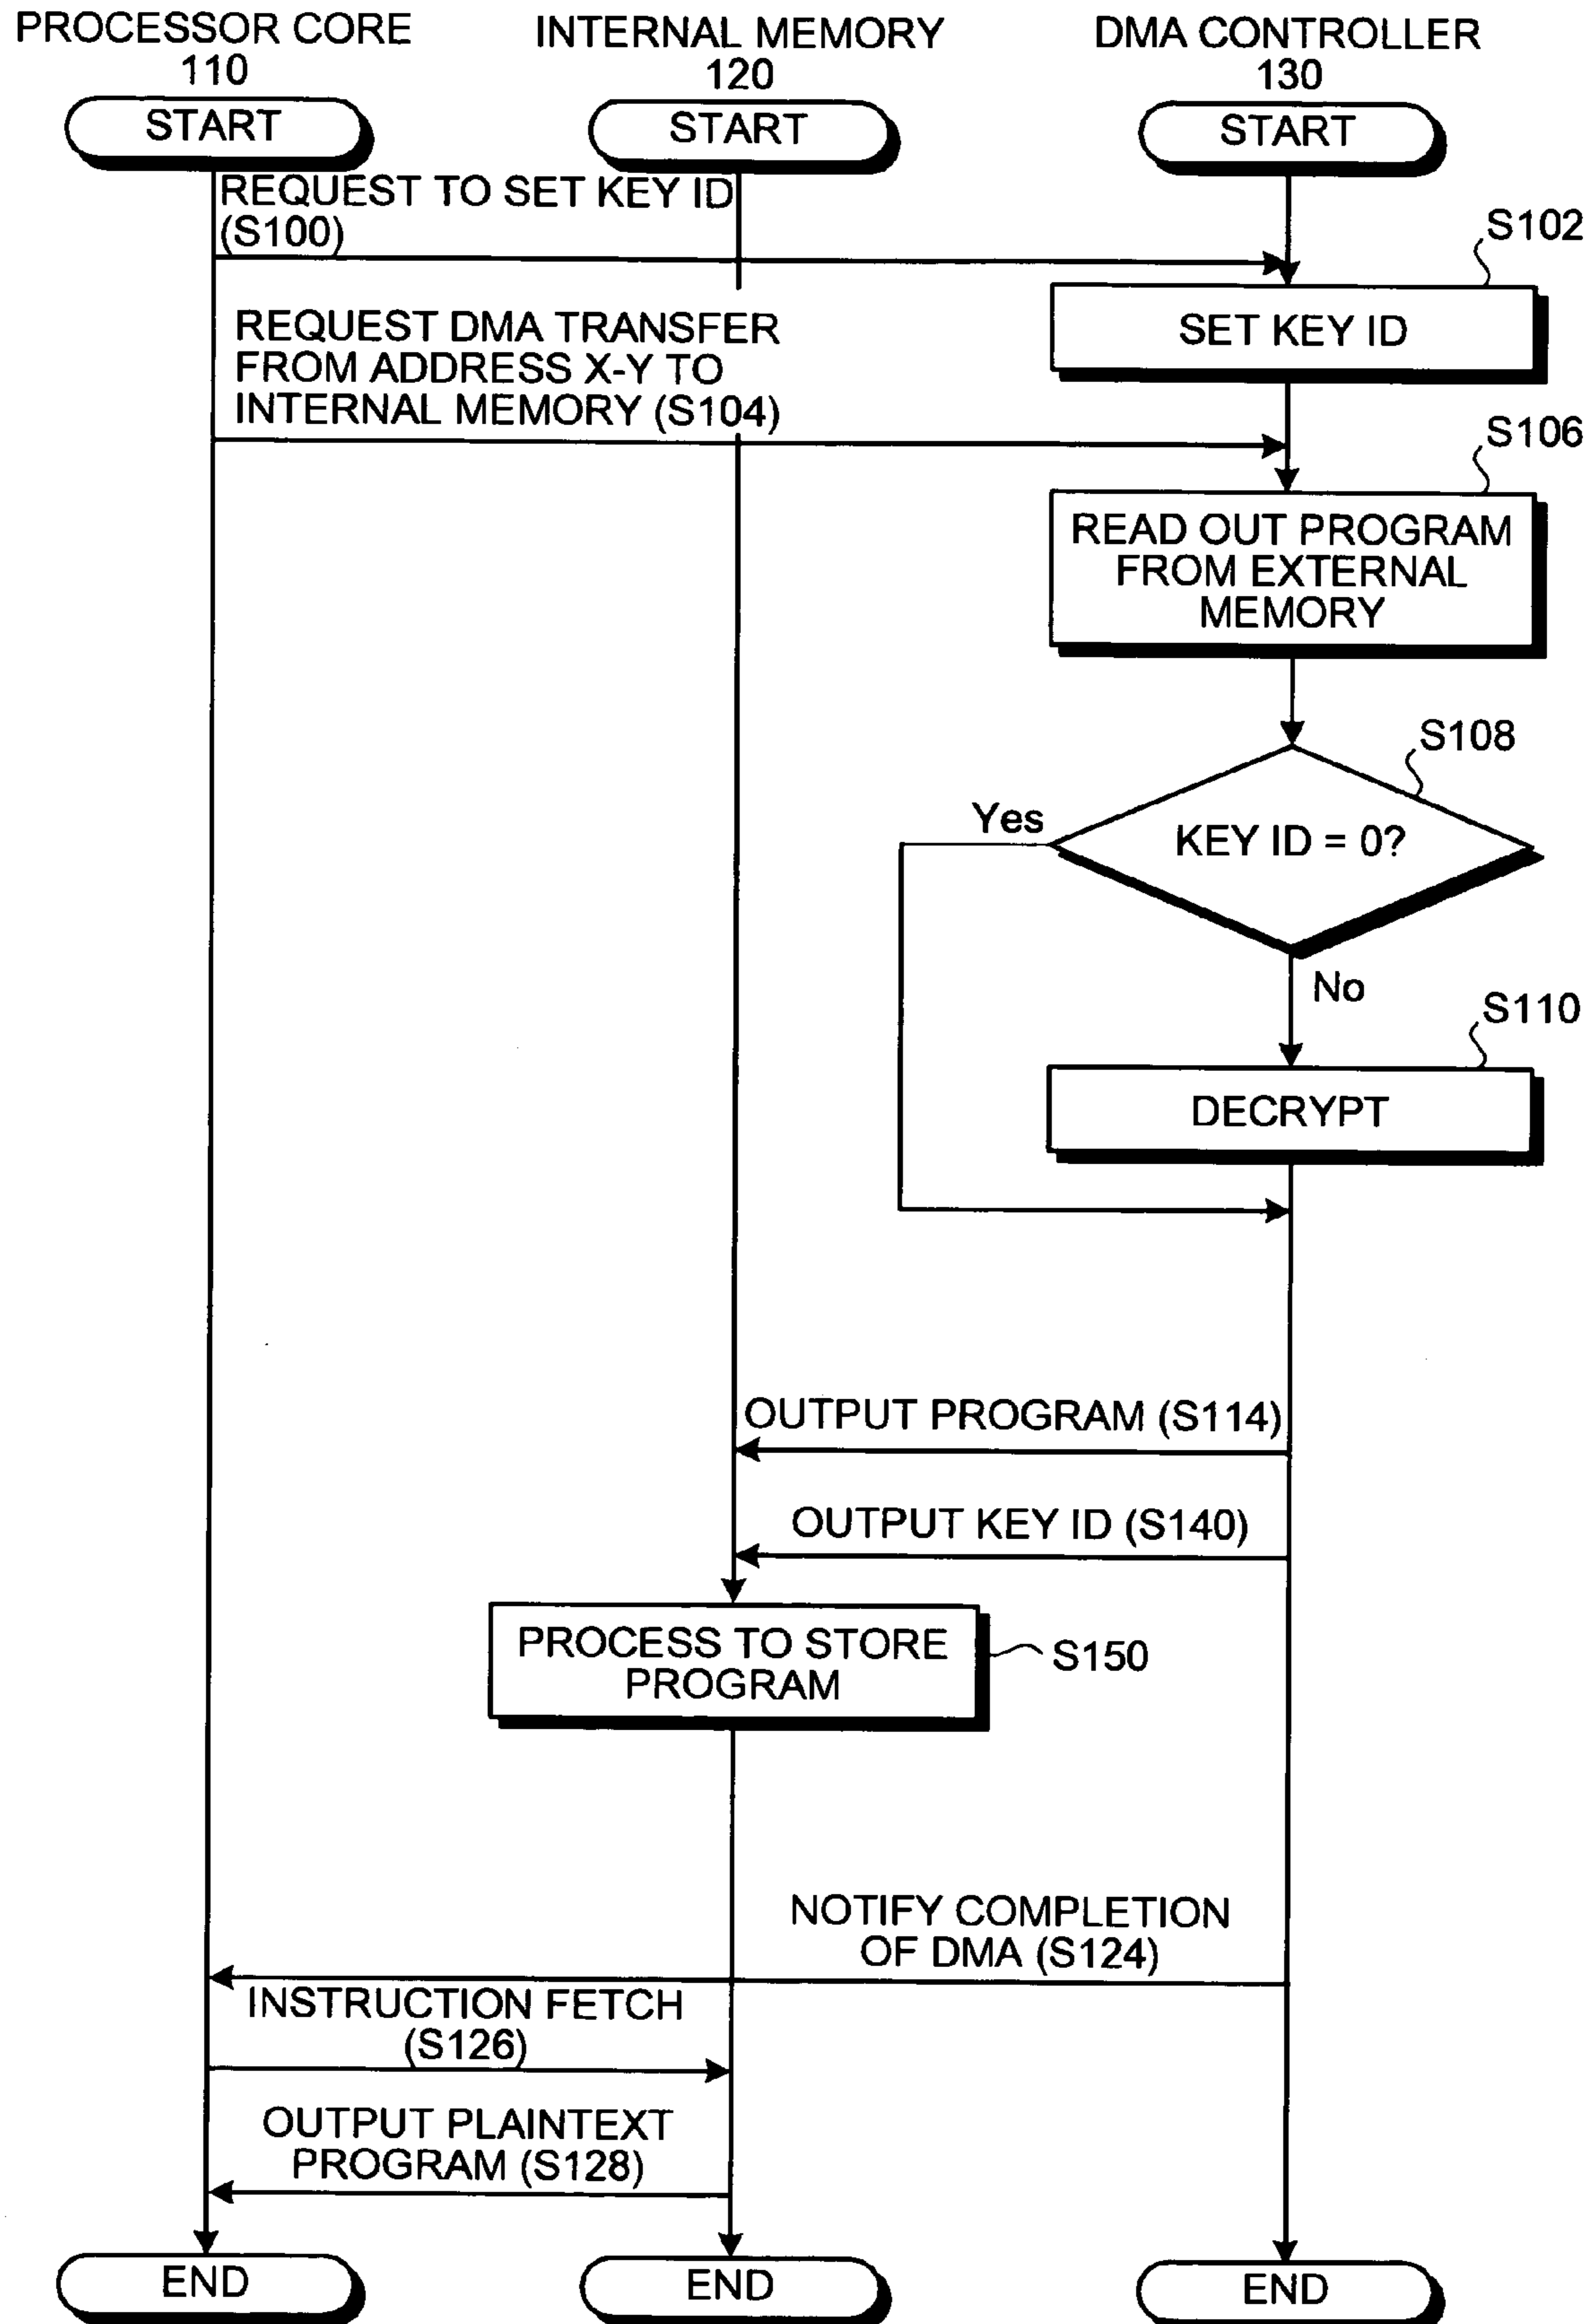 PROCESSOR CORE
110
INTERNAL MEMORY
120
DMA CONTROLLER
130
START
START
START
REQUEST TO SET KEY ID
(S100)
S102
SET KEY ID
REQUEST DMA TRANSFER
FROM ADDRESS X-Y TO
INTERNAL MEMORY (S104)
S106
READ OUT PROGRAM
FROM EXTERNAL
MEMORY
S108
Yes
KEY ID = 0?
No
S110
DECRYPT
OUTPUT PROGRAM (S114)
OUTPUT KEY ID (S140)
PROCESS TO STORE
PROGRAM
S150
NOTIFY COMPLETION
OF DMA (S124)
INSTRUCTION FETCH
(S126)
OUTPUT PLAINTEXT
PROGRAM (S128)
END
END
END